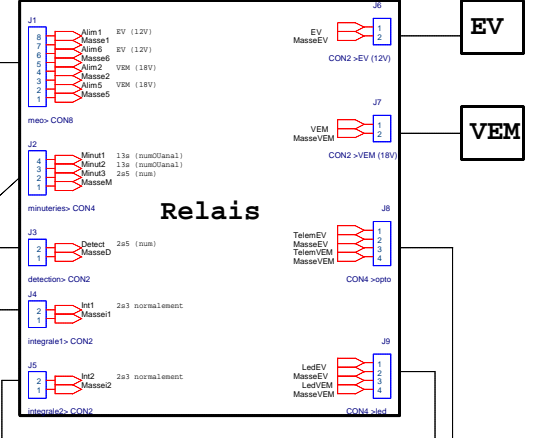 J1
8 Alim1 EV (12V)
7 Masse1
6 Alim6 EV (12V)
5 Masse6
4 Alim2 VEM (18V)
3 Masse2
2 Alim5 VEM (18V)
1 Masse5
meo> CON8
J2
4 Minut1 13s (numOUanal)
3 Minut2 13s (numOUanal)
2 Minut3 2s5 (num)
1 MasseM
minuteries> CON4
J3
2 Detect 2s5 (num)
1 MasseD
detection> CON2
J4
2 Int1 2s3 normalement
1 Massei1
integrale1> CON2
J5
2 Int2 2s3 normalement
1 Massei2
integrale2> CON2
Relais
J6
EV 1
MasseEV 2
CON2 >EV (12V)
J7
VEM 1
MasseVEM 2
CON2 >VEM (18V)
J8
TelemEV 1
MasseEV 2
TelemVEM 3
MasseVEM 4
CON4 >opto
J9
LedEV 1
MasseEV 2
LedVEM 3
MasseVEM 4
CON4 >led
EV
VEM